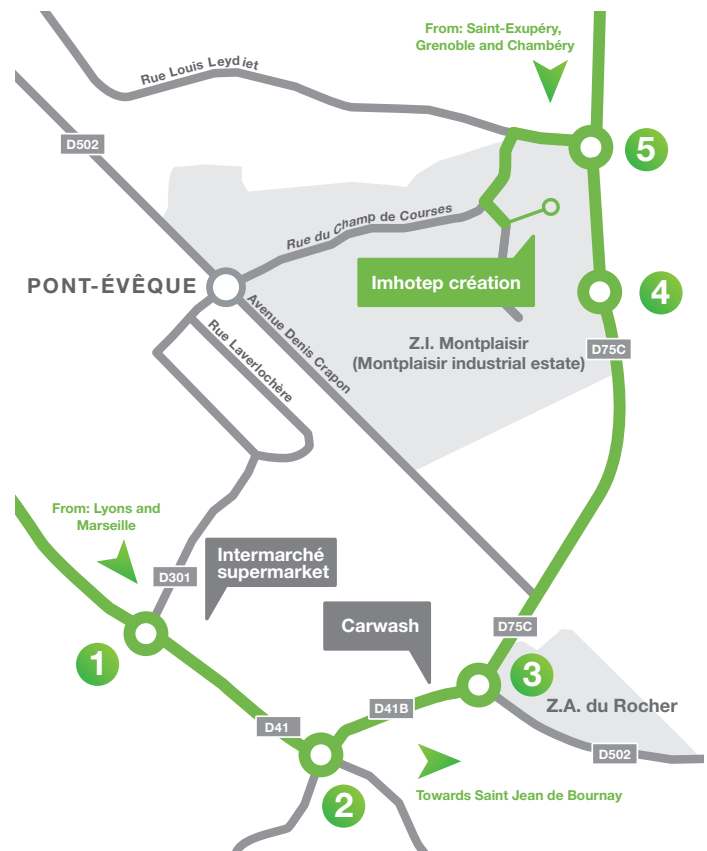 From: Saint-Exupéry,
Grenoble and Chambéry
Rue Louis Leydiet
D502
5
Rue du Champ de Courses
Imhotep création
PONT-ÉVÊQUE
4
Avenue Denis Crapon
Rue Laverlochère
Z.I. Montplaisir
(Montplaisir industrial estate)
D75C
From: Lyons and
Marseille
Intermarché
supermarket
D301
Carwash
D75C
1
3
Z.A. du Rocher
D41B
D41
D502
2
Towards Saint Jean de Bournay